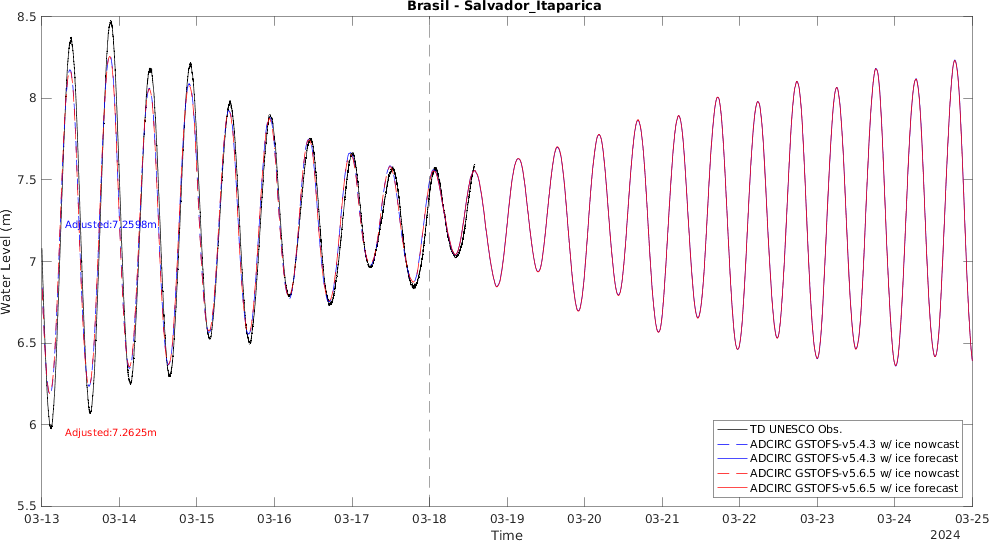 Brasil - Salvador_Itaparica
8.5
8
7.5
7
6.5
6
5.5
Water Level (m)
Adjusted:7.2598m
Adjusted:7.2625m
TD UNESCO Obs.
ADCIRC GSTOFS-v5.4.3 w/ ice nowcast
ADCIRC GSTOFS-v5.4.3 w/ ice forecast
ADCIRC GSTOFS-v5.6.5 w/ ice nowcast
ADCIRC GSTOFS-v5.6.5 w/ ice forecast
03-13 03-14 03-15 03-16 03-17 03-18 03-19 03-20 03-21 03-22 03-23 03-24 03-25
Time
2024